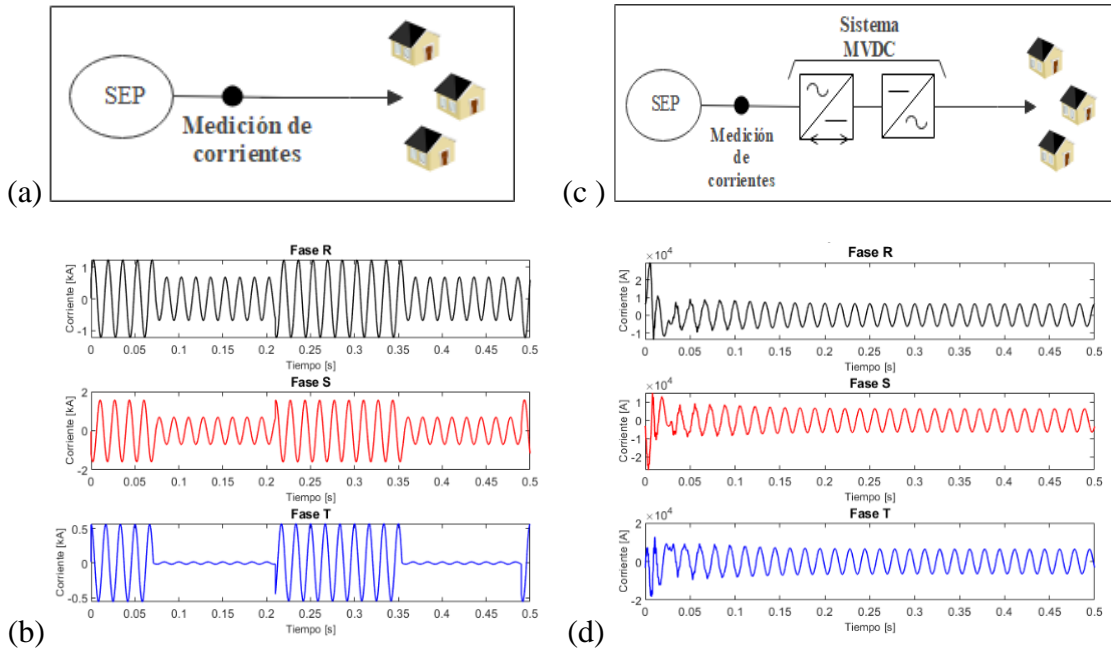 SEP
Medición de
corrientes
(a)
Sistema
MVDC
SEP
Medición
de
corrientes
(c )
Fase R
Corriente [kA]
1
0
-1
0 0.05 0.1 0.15 0.2 0.25 0.3 0.35 0.4 0.45 0.5
Tiempo [s]
Fase S
Corriente [kA]
2
0
-2
0 0.05 0.1 0.15 0.2 0.25 0.3 0.35 0.4 0.45 0.5
Tiempo [s]
Fase T
Corriente [kA]
0.5
0
-0.5
0 0.05 0.1 0.15 0.2 0.25 0.3 0.35 0.4 0.45 0.5
Tiempo [s]
(b)
×10⁴
Fase R
Corriente [A]
2
1
0
-1
0 0.05 0.1 0.15 0.2 0.25 0.3 0.35 0.4 0.45 0.5
Tiempo [s]
×10⁴
Fase S
Corriente [A]
1
0
-1
-2
0 0.05 0.1 0.15 0.2 0.25 0.3 0.35 0.4 0.45 0.5
Tiempo [s]
×10⁴
Fase T
Corriente [A]
2
0
-2
0 0.05 0.1 0.15 0.2 0.25 0.3 0.35 0.4 0.45 0.5
Tiempo [s]
(d)